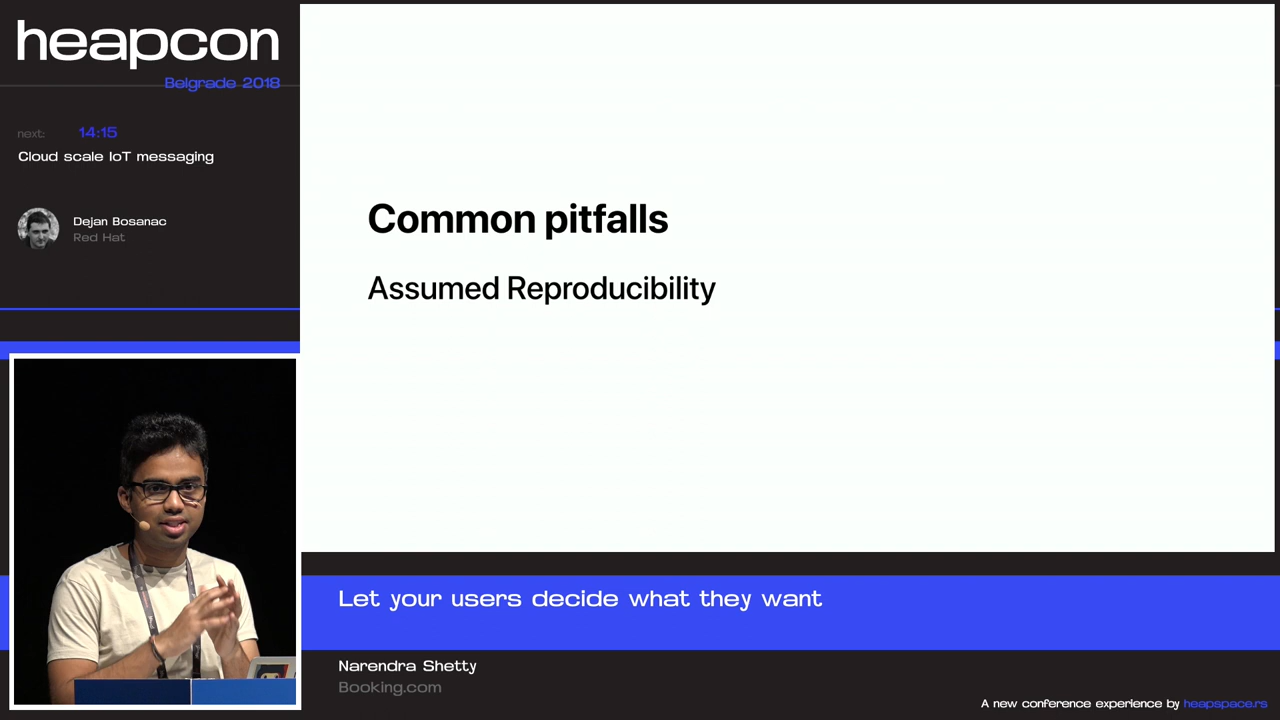 heapcon
Belgrade 2018
next: 14:15
Cloud scale IoT messaging
Dejan Bosanac
Red Hat
Common pitfalls
Assumed Reproducibility
Let your users decide what they want
Narendra Shetty
Booking.com
A new conference experience by heapspace.rs